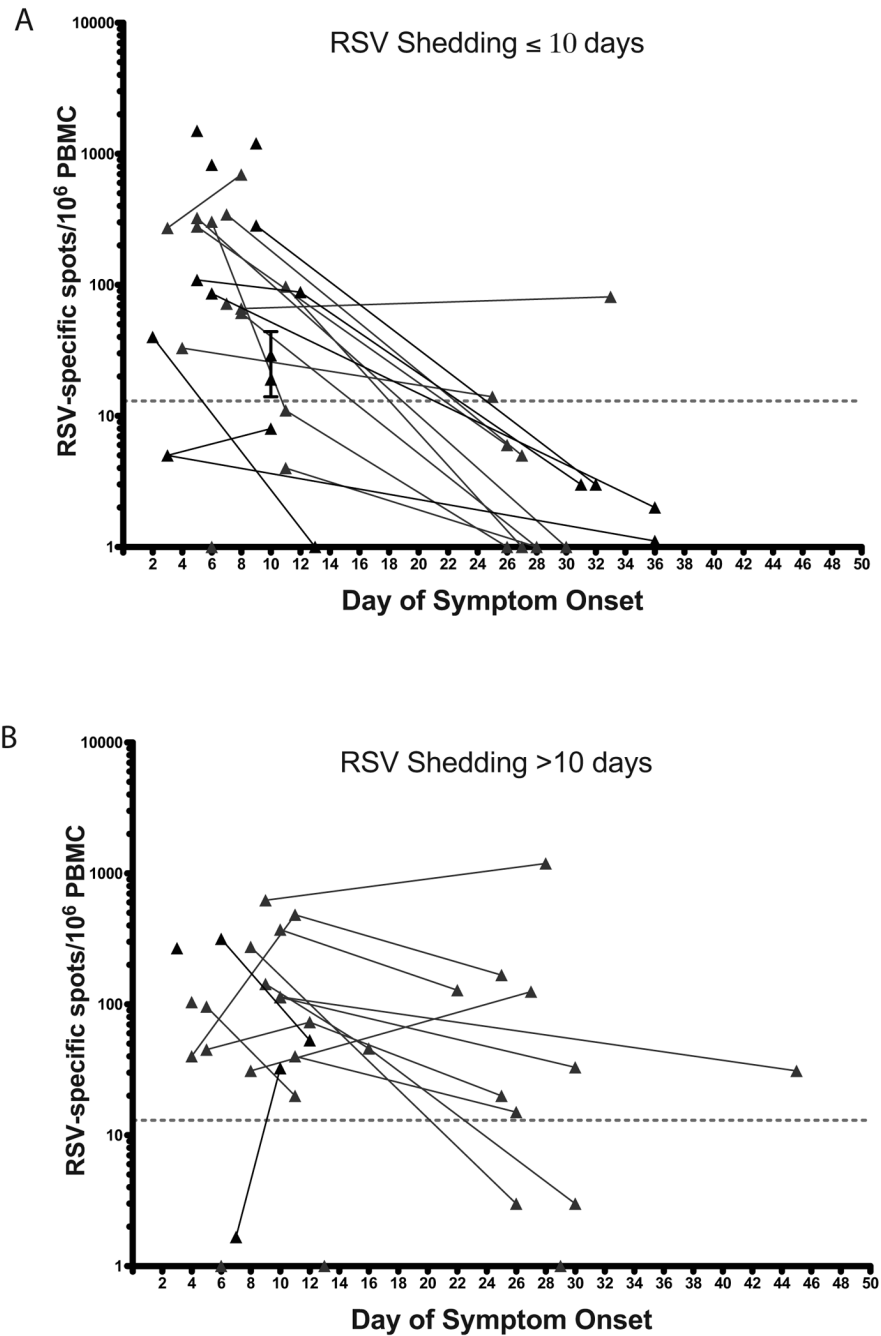 A
RSV Shedding ≤ 10 days
RSV-specific spots/10⁶ PBMC
10000
1000
100
10
1
2 4 6 8 10 12 14 16 18 20 22 24 26 28 30 32 34 36 38 40 42 44 46 48 50
Day of Symptom Onset
B
RSV Shedding >10 days
RSV-specific spots/10⁶ PBMC
10000
1000
100
10
1
2 4 6 8 10 12 14 16 18 20 22 24 26 28 30 32 34 36 38 40 42 44 46 48 50
Day of Symptom Onset